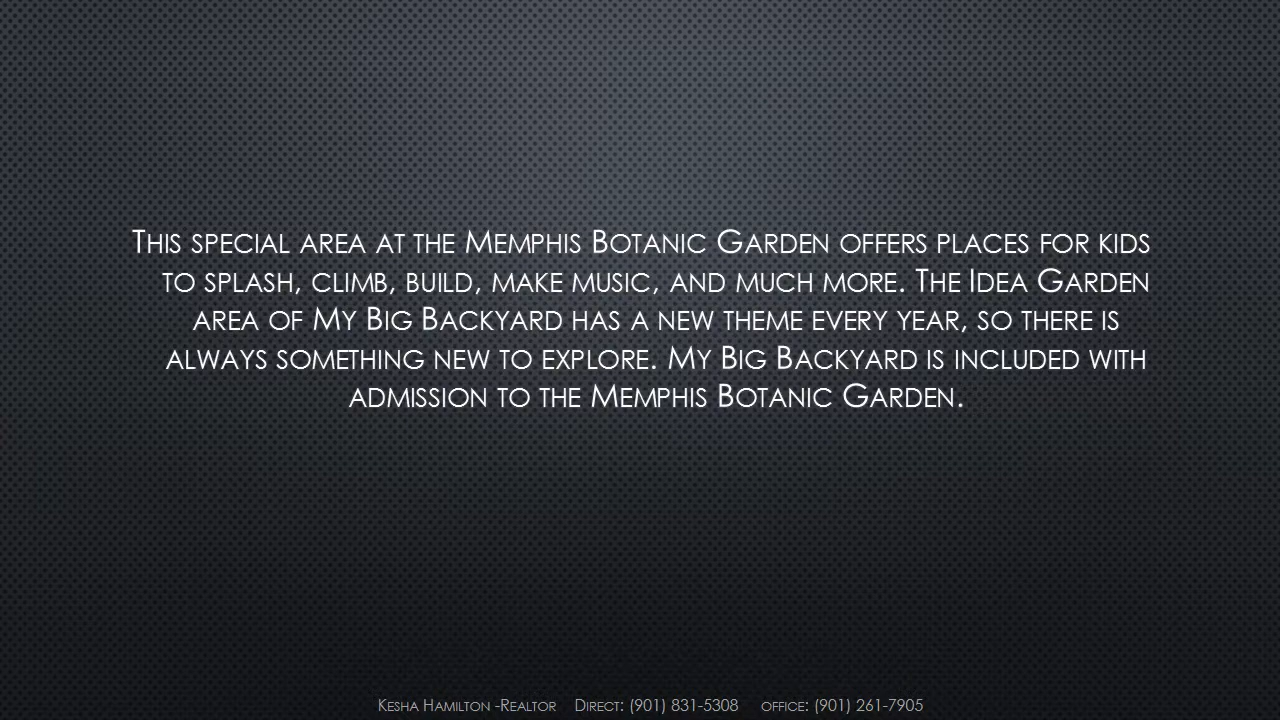 This special area at the Memphis Botanic Garden offers places for kids
to splash, climb, build, make music, and much more. The Idea Garden
area of My Big Backyard has a new theme every year, so there is
always something new to explore. My Big Backyard is included with
admission to the Memphis Botanic Garden.
Kesha Hamilton -Realtor Direct: (901) 831-5308 office: (901) 261-7905